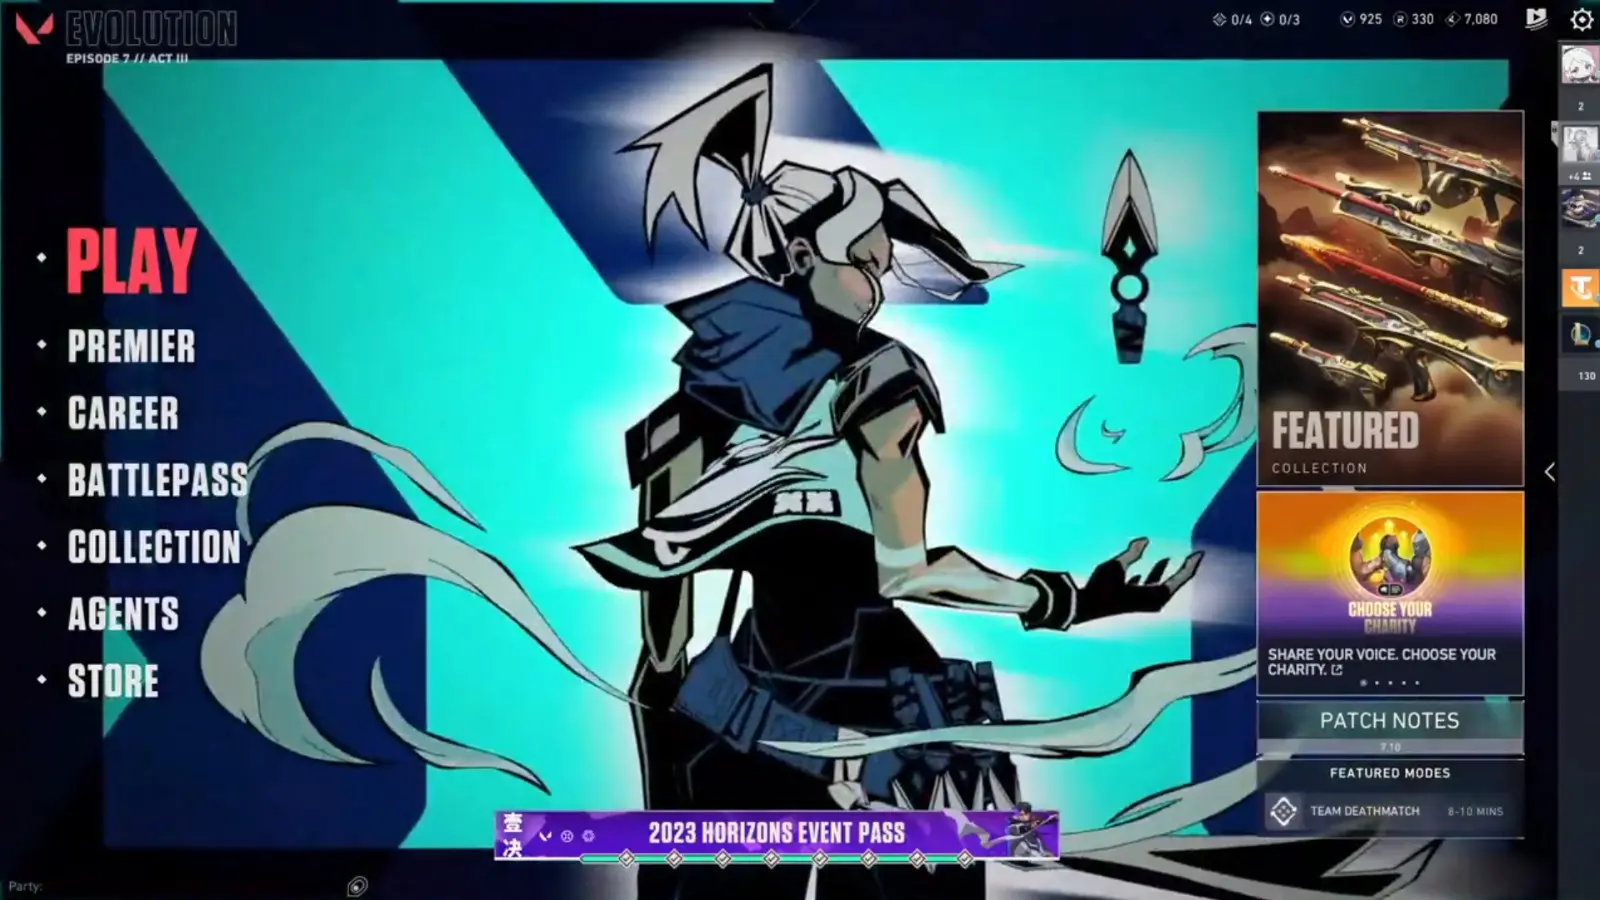 EVOLUTION
EPISODE 7 // ACT III
0/4 0/3 925 330 7,080
PLAY
PREMIER
CAREER
BATTLEPASS
COLLECTION
AGENTS
STORE
FEATURED
COLLECTION
CHOOSE YOUR
CHARITY
SHARE YOUR VOICE. CHOOSE YOUR
CHARITY.
PATCH NOTES
7.10
FEATURED MODES
TEAM DEATHMATCH 8-10 MINS
2
+4
2
130
壹决
2023 HORIZONS EVENT PASS
Party: